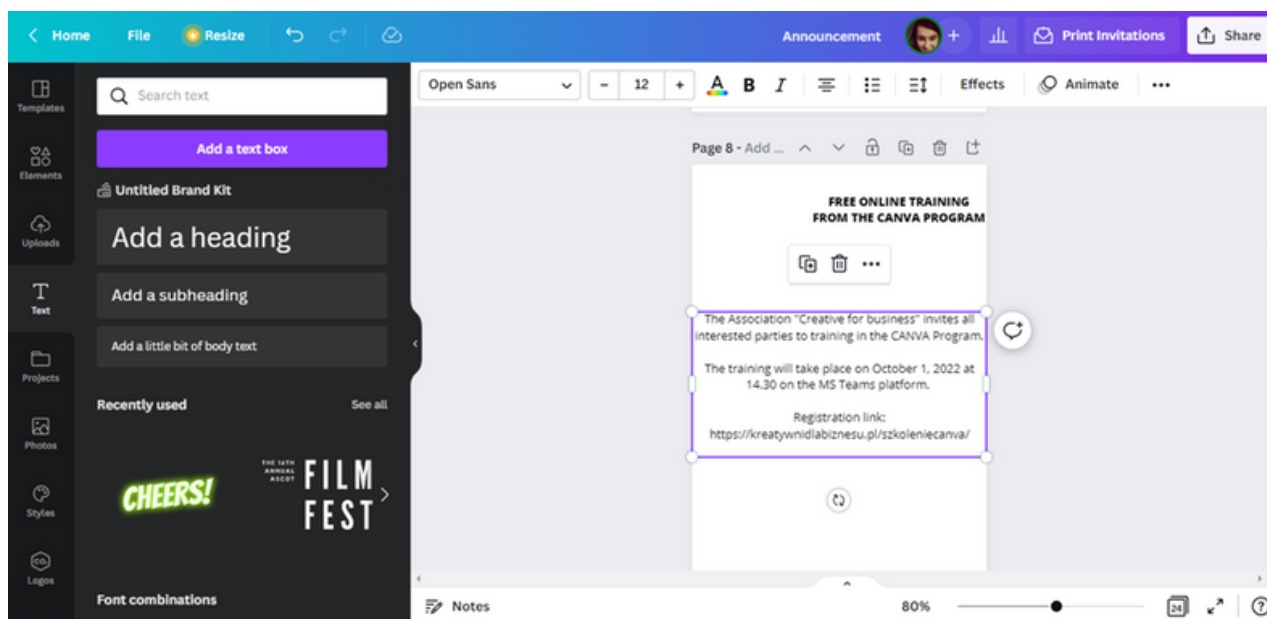 Home File Resize Announcement + Print Invitations Share
Templates
Elements
Uploads
Text
Projects
Photos
Styles
CO.
Logos
Search text
Add a text box
Untitled Brand Kit
Add a heading
Add a subheading
Add a little bit of body text
Recently used See all
CHEERS!
THE 14TH
ANNUAL
ASCOT
FILM
FEST
Font combinations
Open Sans - 12 + A B I Effects Animate ...
Page 8 - Add ...
FREE ONLINE TRAINING
FROM THE CANVA PROGRAM
The Association "Creative for business" invites all
interested parties to training in the CANVA Program.
The training will take place on October 1, 2022 at
14.30 on the MS Teams platform.
Registration link:
https://kreatywnidlabiznesu.pl/szkoleniecanva/
Notes 80% 24 ?